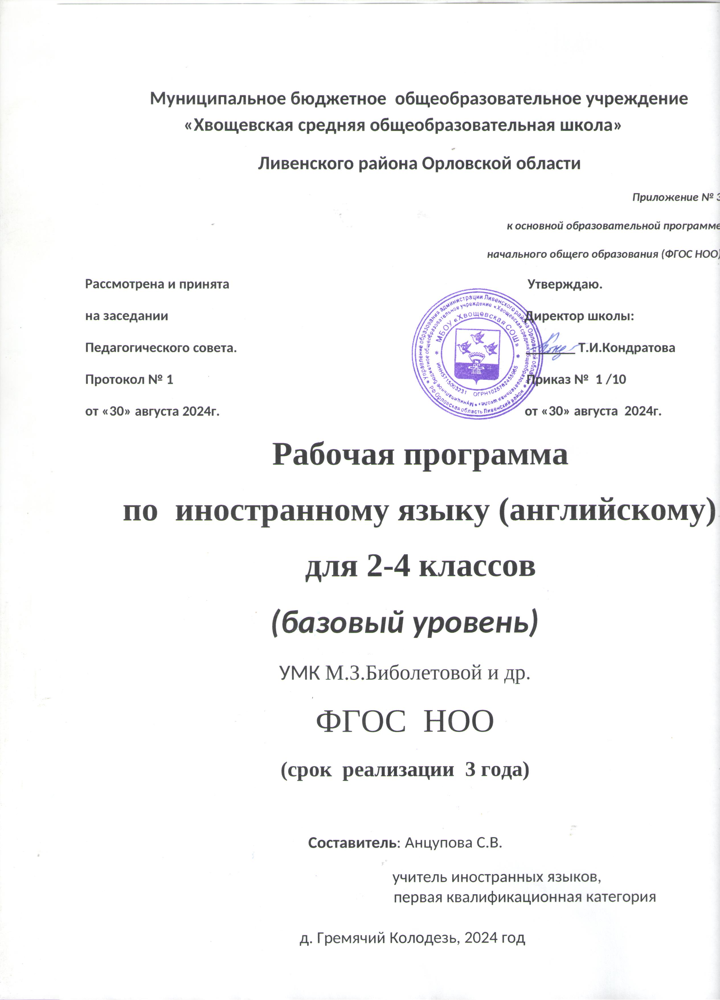 Муниципальное бюджетное общеобразовательное учреждение
«Хвощевская средняя общеобразовательная школа»
Ливенского района Орловской области
Приложение № 3
к основной образовательной программе
начального общего образования (ФГОС НОО)
Рассмотрена и принята
Утверждаю.
на заседании
Директор школы:
Педагогического совета.
Т.И.Кондратова
Протокол № 1
Приказ № 1 /10
от «30» августа 2024г.
от «30» августа 2024г.
Управление образования администрации Ливенского района Орловской области
РФ Орловская область Ливенский район
Муниципальное бюджетное общеобразовательное учреждение «Хвощевская средняя общеобразовательная школа»
МБОУ «Хвощевская СОШ»
ИНН5715003231
Рабочая программа
по иностранному языку (английскому)
для 2-4 классов
(базовый уровень)
УМК М.З.Биболетовой и др.
ФГОС НОО
(срок реализации 3 года)
Составитель: Анцупова С.В.
учитель иностранных языков,
первая квалификационная категория
д. Гремячий Колодезь, 2024 год